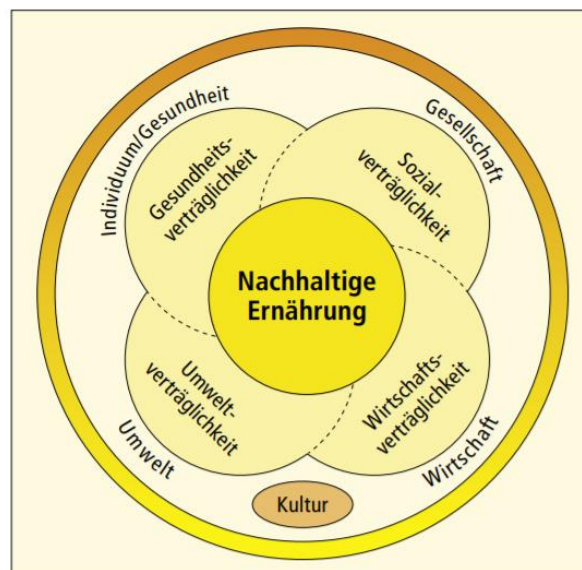 Individuum/Gesundheit
Gesellschaft
Gesundheits-
verträglichkeit
Sozial-
verträglichkeit
Nachhaltige
Ernährung
Umwelt-
verträglichkeit
Wirtschafts-
verträglichkeit
Umwelt
Wirtschaft
Kultur